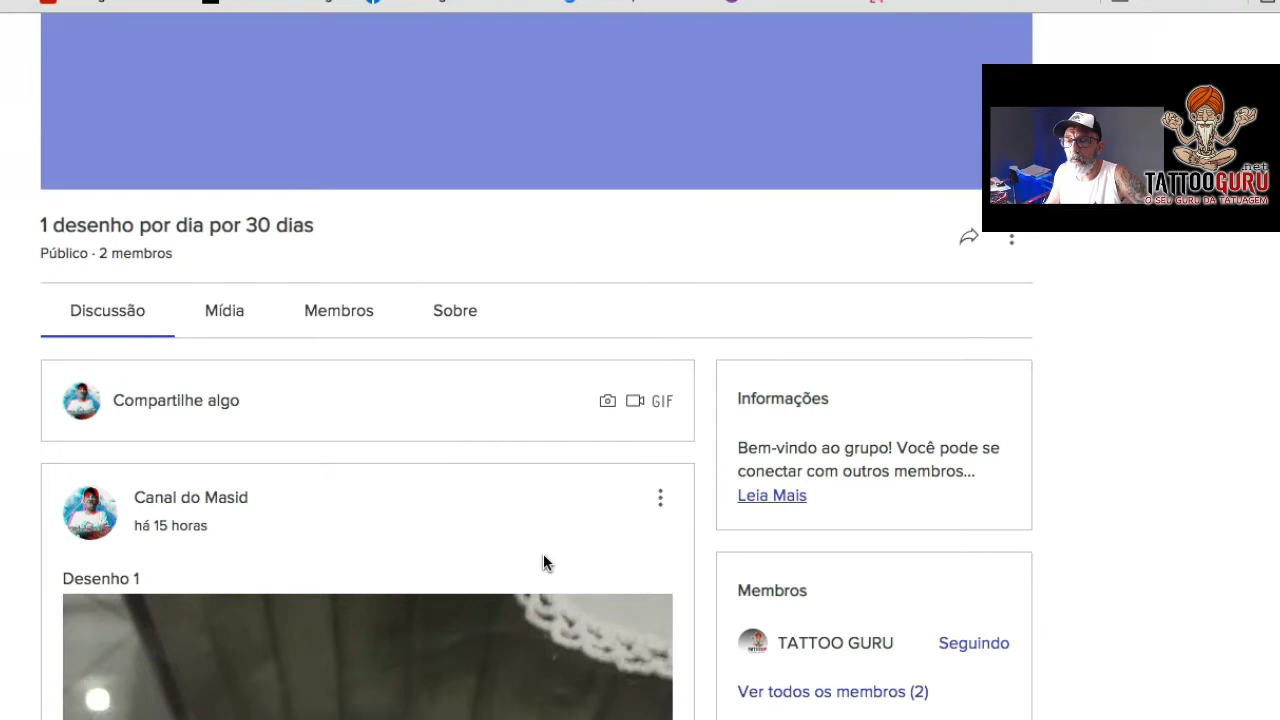 .net
TATTOOGURU
O SEU GURU DA TATUAGEM
1 desenho por dia por 30 dias
Público · 2 membros
Discussão
Mídia
Membros
Sobre
Compartilhe algo
GIF
Canal do Masid
há 15 horas
Desenho 1
Informações
Bem-vindo ao grupo! Você pode se
conectar com outros membros...
Leia Mais
Membros
TATTOO GURU
Seguindo
Ver todos os membros (2)